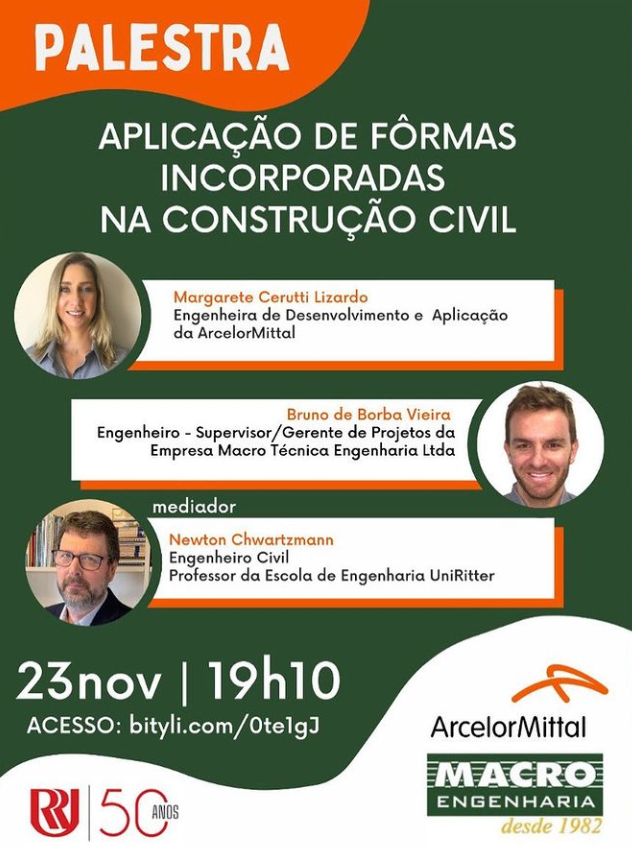 PALESTRA
APLICAÇÃO DE FÔRMAS
INCORPORADAS
NA CONSTRUÇÃO CIVIL
Margarete Cerutti Lizardo
Engenheira de Desenvolvimento e Aplicação
da ArcelorMittal
Bruno de Borba Vieira
Engenheiro - Supervisor/Gerente de Projetos da
Empresa Macro Técnica Engenharia Ltda
mediador
Newton Chwartzmann
Engenheiro Civil
Professor da Escola de Engenharia UniRitter
23nov | 19h10
ACESSO: bityli.com/0te1gJ
ArcelorMittal
MACRO
ENGENHARIA
desde 1982
50 ANOS